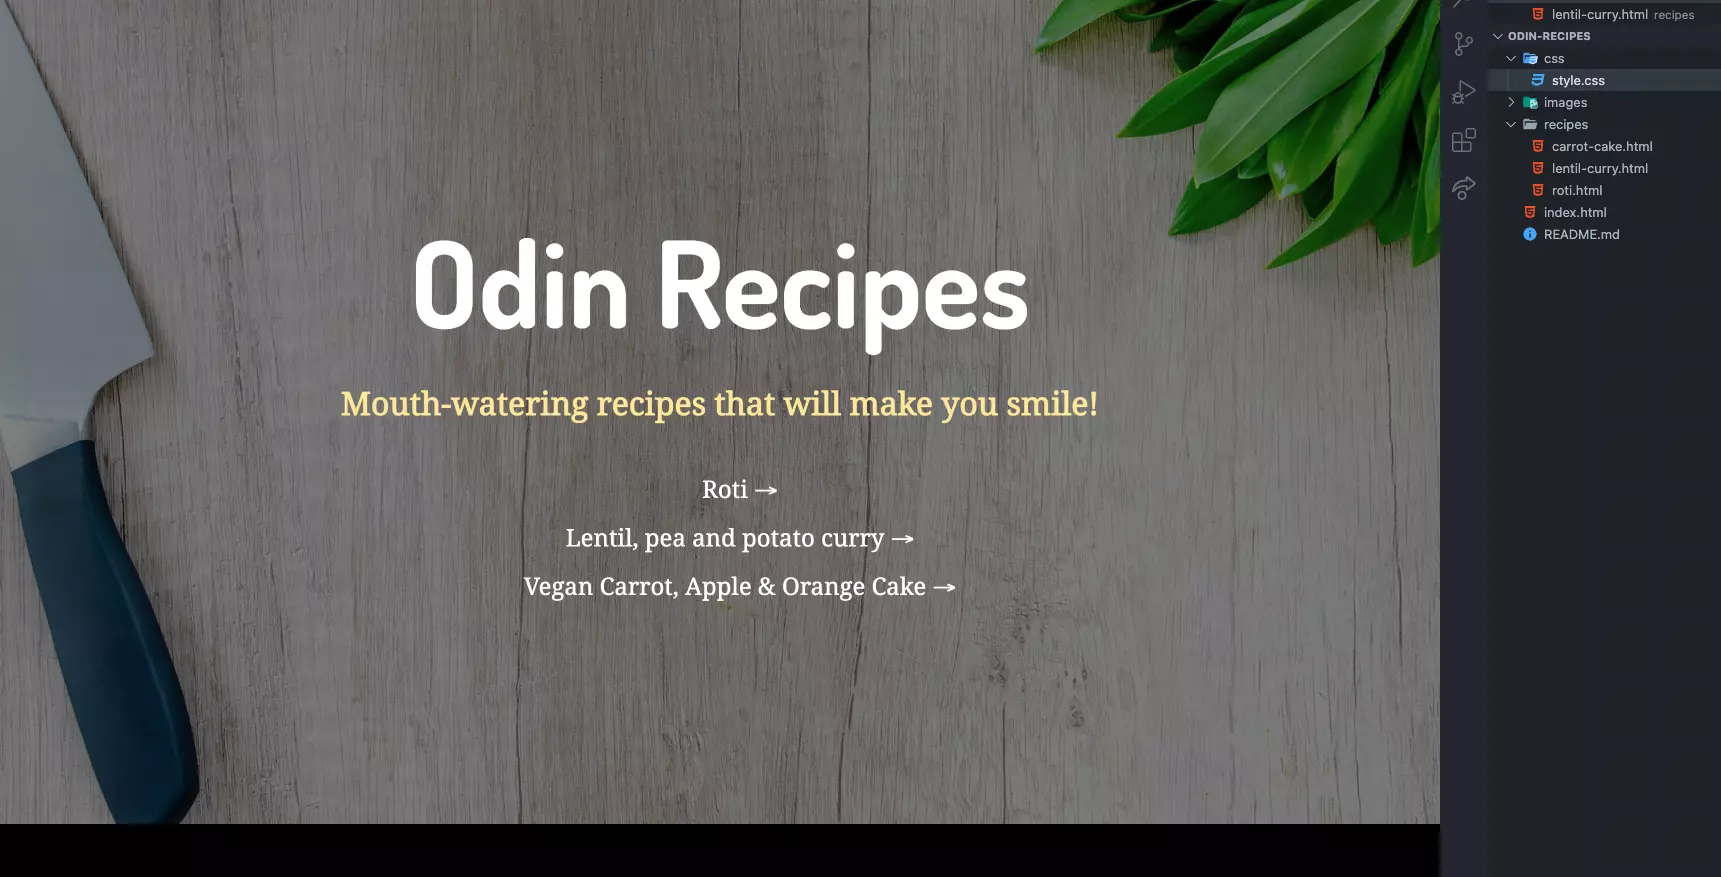 Odin Recipes
Mouth-watering recipes that will make you smile!
Roti →
Lentil, pea and potato curry →
Vegan Carrot, Apple & Orange Cake →
lentil-curry.html recipes
ODIN-RECIPES
css
style.css
images
recipes
carrot-cake.html
lentil-curry.html
roti.html
index.html
README.md